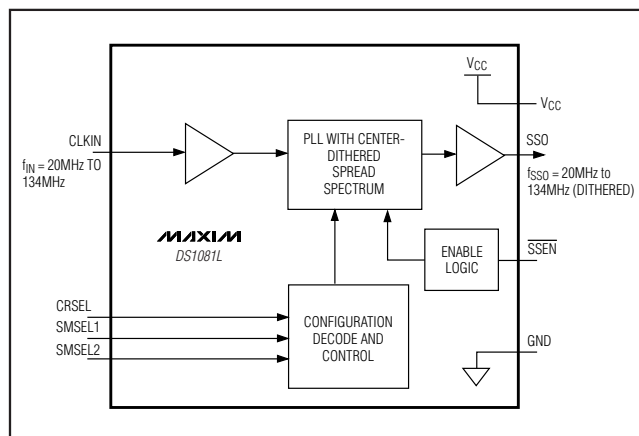 VCC
VCC
CLKIN
fIN = 20MHz TO
134MHz
PLL WITH CENTER-
DITHERED
SPREAD
SPECTRUM
SSO
fSSO = 20MHz to
134MHz (DITHERED)
MAXIM
DS1081L
ENABLE
LOGIC
SSEN
CRSEL
SMSEL1
SMSEL2
CONFIGURATION
DECODE AND
CONTROL
GND